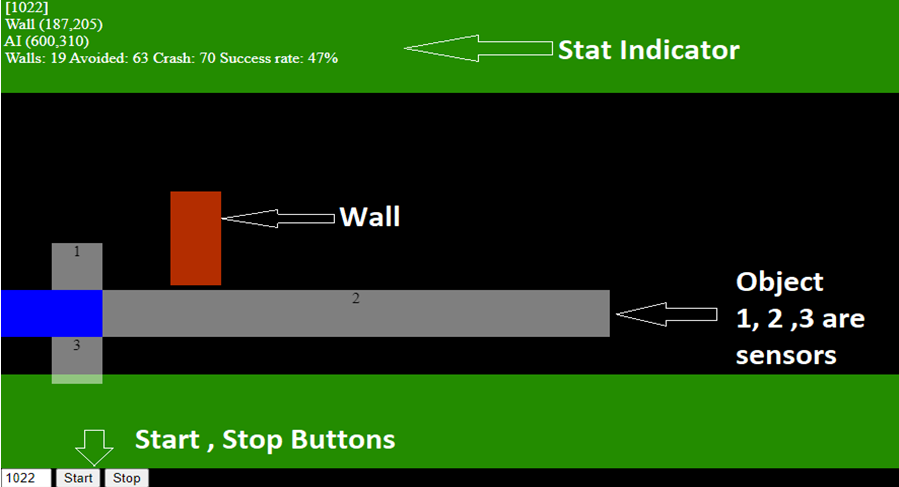 [1022]
Wall (187,205)
AI (600,310)
Walls: 19 Avoided: 63 Crash: 70 Success rate: 47%
Stat Indicator
Wall
1
2
3
Object
1, 2 ,3 are
sensors
Start , Stop Buttons
1022 Start Stop